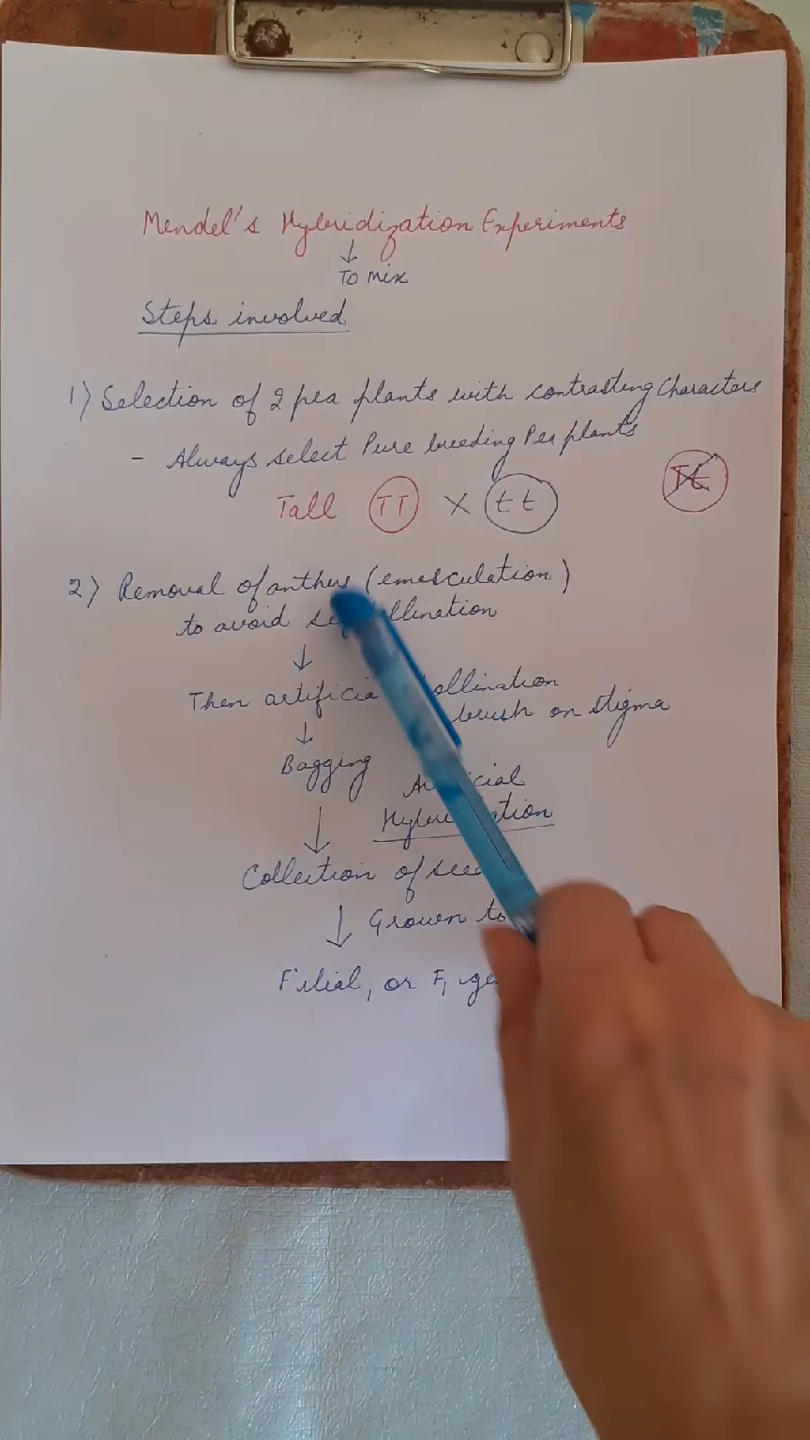 Mendel's Hybridization Experiments
↓
To Mix
Steps involved
1) Selection of 2 pea plants with contrasting Characters
- Always select Pure breeding Pea plants
Tall TT X tt Tt
2) Removal of anthers (emasculation)
to avoid
↓
Then
brush on stigma
↓
Bagging
↓
Collection of
↓ Grown to
Filial, or F1